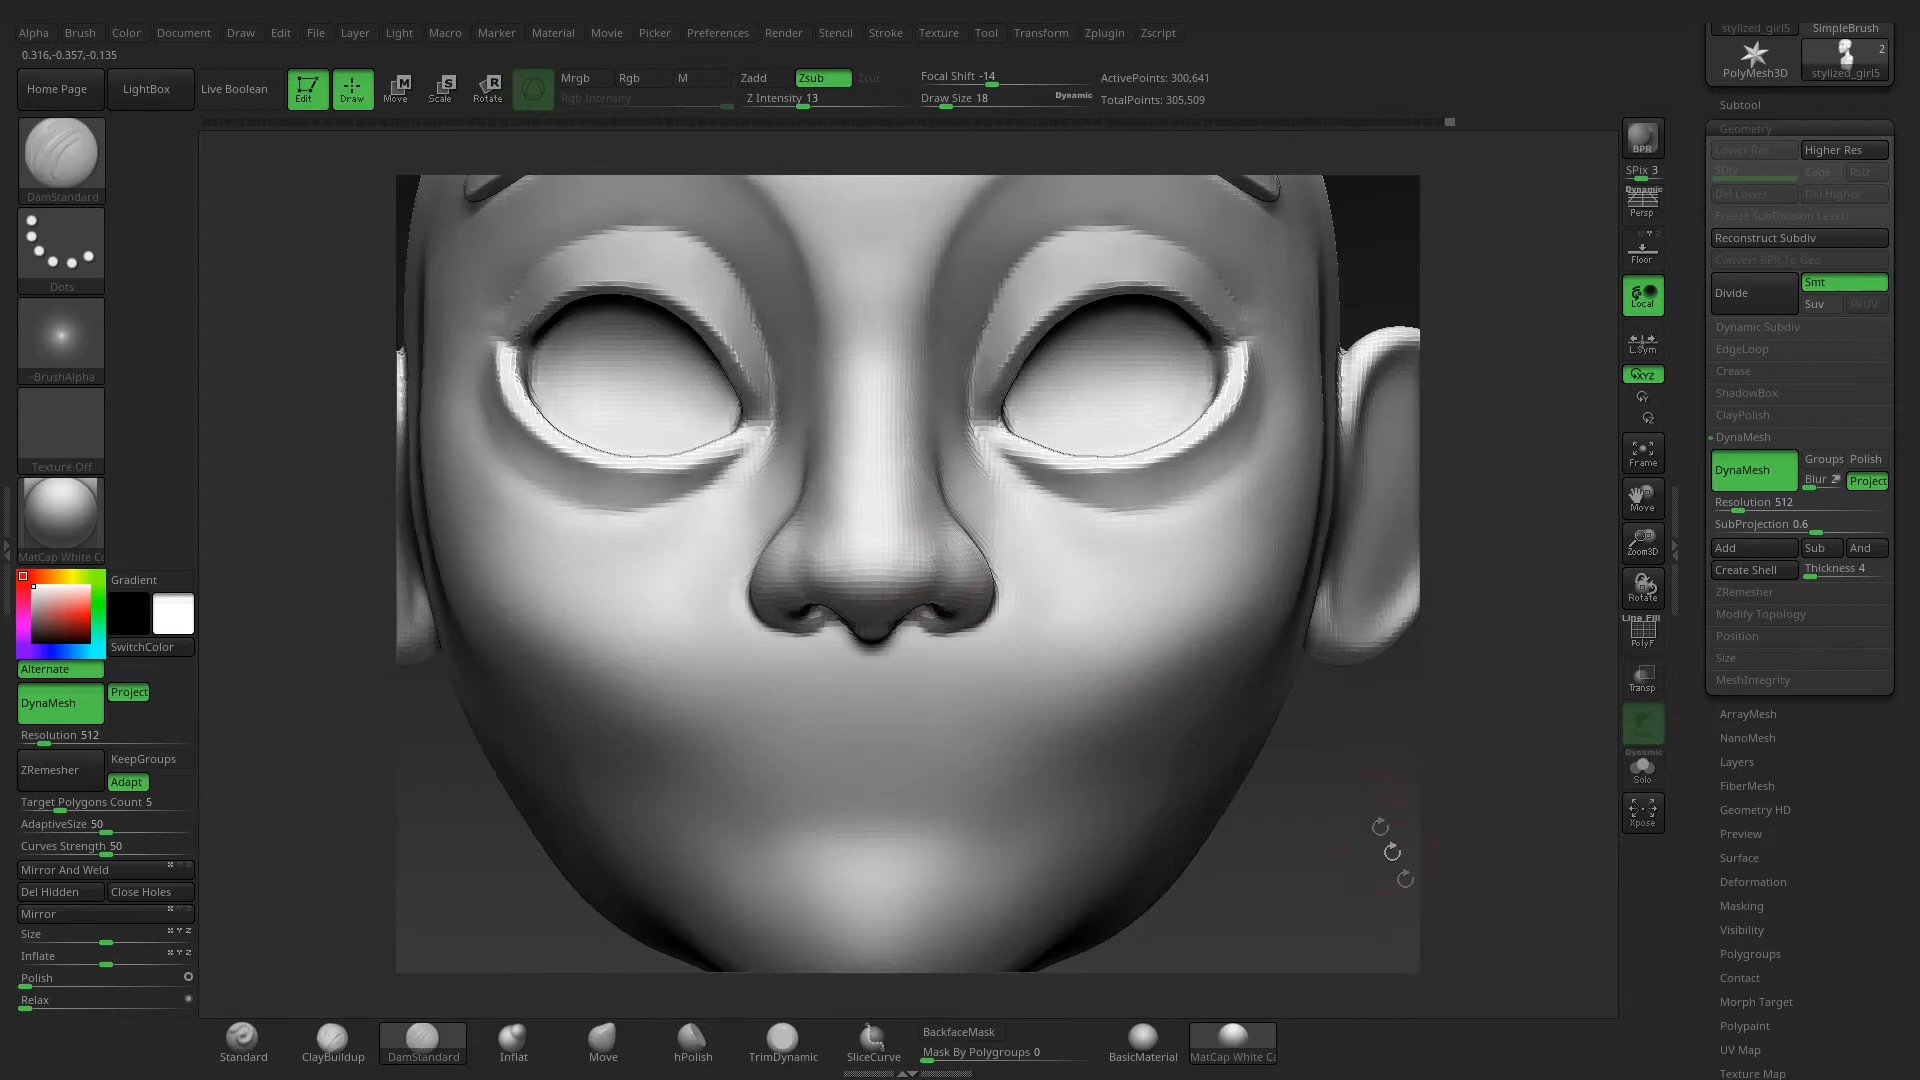 Alpha Brush Color Document Draw Edit File Layer Light Macro Marker Material Movie Picker Preferences Render Stencil Stroke Texture Tool Transform Zplugin Zscript
0.316,-0.357,-0.135
Home Page
LightBox
Live Boolean
Edit
Draw
Move
Scale
Rotate
Mrgb Rgb M
Rgb Intensity
Zadd Zsub Zcut
Z Intensity 13
Focal Shift -14
Draw Size 18
Dynamic
ActivePoints: 300,641
TotalPoints: 305,509
DamStandard
Dots
~BrushAlpha
Texture Off
MatCap White Ca
Gradient
SwitchColor
Alternate
DynaMesh
Project
Resolution 512
ZRemesher
KeepGroups
Adapt
Target Polygons Count 5
AdaptiveSize 50
Curves Strength 50
Mirror And Weld
Del Hidden Close Holes
Mirror
Size
Inflate
Polish
Relax
Standard
ClayBuildup
DamStandard
Inflat
Move
hPolish
TrimDynamic
SliceCurve
BackfaceMask
Mask By Polygroups 0
BasicMaterial
MatCap White Ca
BPR
SPix 3
Dynamic
Persp
Floor
Local
L.Sym
XYZ
Frame
Move
Zoom3D
Rotate
Line Fill
PolyF
Transp
Dynamic
Solo
Xpose
stylized_girl5 SimpleBrush
PolyMesh3D
2
stylized_girl5
Subtool
Geometry
Lower Res Higher Res
SDiv Cage Rstr
Del Lower Del Higher
Freeze SubDivision Levels
Reconstruct Subdiv
Convert BPR To Geo
Divide
Smt
Suv ReUV
Dynamic Subdiv
EdgeLoop
Crease
ShadowBox
ClayPolish
DynaMesh
DynaMesh
Groups Polish
Blur 2 Project
Resolution 512
SubProjection 0.6
Add Sub And
Create Shell Thickness 4
ZRemesher
Modify Topology
Position
Size
MeshIntegrity
ArrayMesh
NanoMesh
Layers
FiberMesh
Geometry HD
Preview
Surface
Deformation
Masking
Visibility
Polygroups
Contact
Morph Target
Polypaint
UV Map
Texture Map